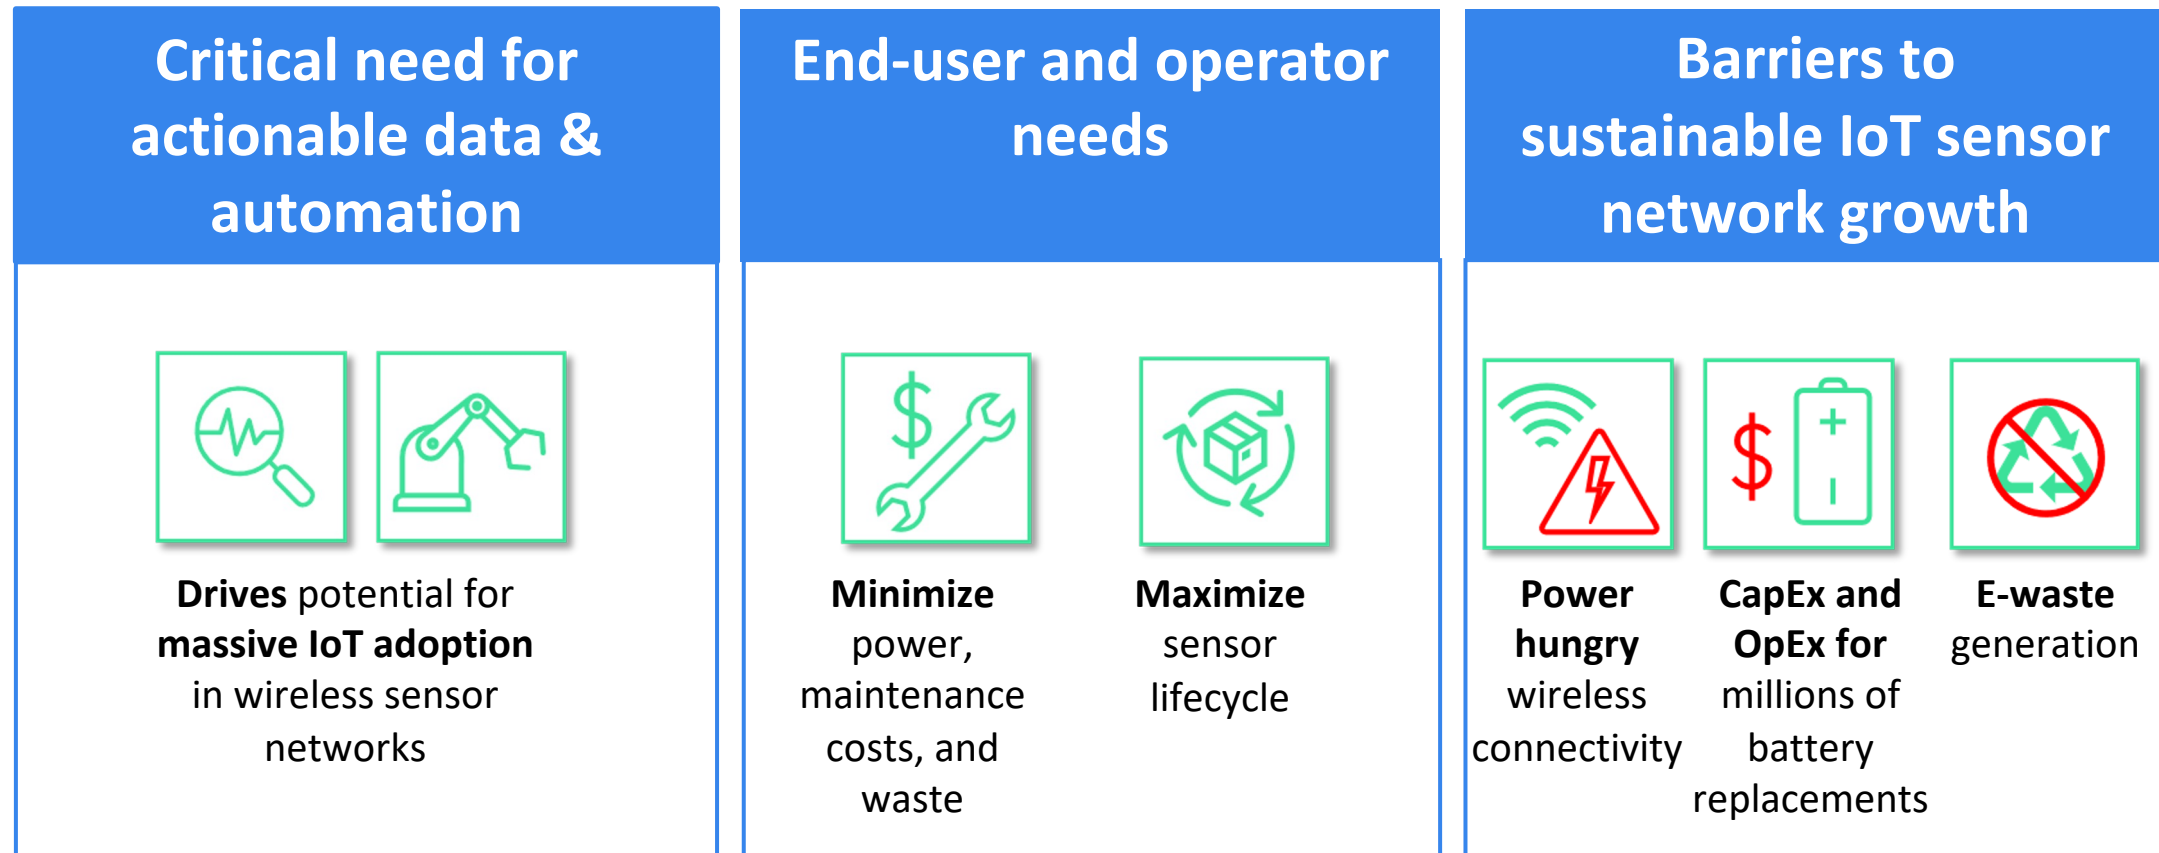 Critical need for
actionable data &
automation
Drives potential for
massive IoT adoption
in wireless sensor
networks
End-user and operator
needs
$
Minimize
power,
maintenance
costs, and
waste
Maximize
sensor
lifecycle
Barriers to
sustainable IoT sensor
network growth
Power
hungry
wireless
connectivity
$
CapEx and
OpEx for
millions of
battery
replacements
E-waste
generation